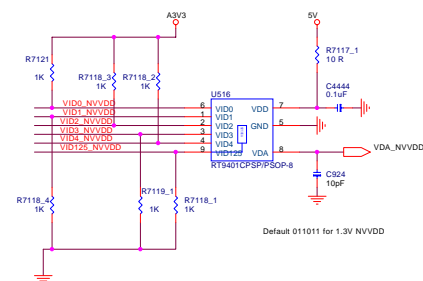 A3V3
5V
R7121
1K
R7118_3
1K
R7118_2
1K
R7117_1
10 R
U516
C4444
0.1uF
VID0_NVVDD 6 VID0 VDD 7
VID1_NVVDD 1 VID1
VID2_NVVDD 2 VID2 GND 5
VID3_NVVDD 3 VID3
VID4_NVVDD 4 VID4
VID125_NVVDD 9 VID125 VDA 8 VDA_NVVDD
RT9401CPSP/PSOP-8
C924
10pF
R7118_4
1K
R7119_1
1K
R7118_1
1K
Default 011011 for 1.3V NVVDD